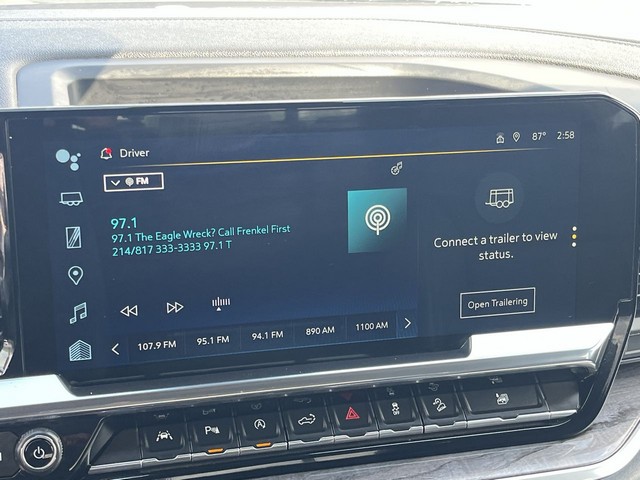 Driver
87° 2:58
FM
97.1
97.1 The Eagle Wreck? Call Frenkel First
214/817 333-3333 97.1 T
Connect a trailer to view
status.
Open Trailering
107.9 FM 95.1 FM 94.1 FM 890 AM 1100 AM